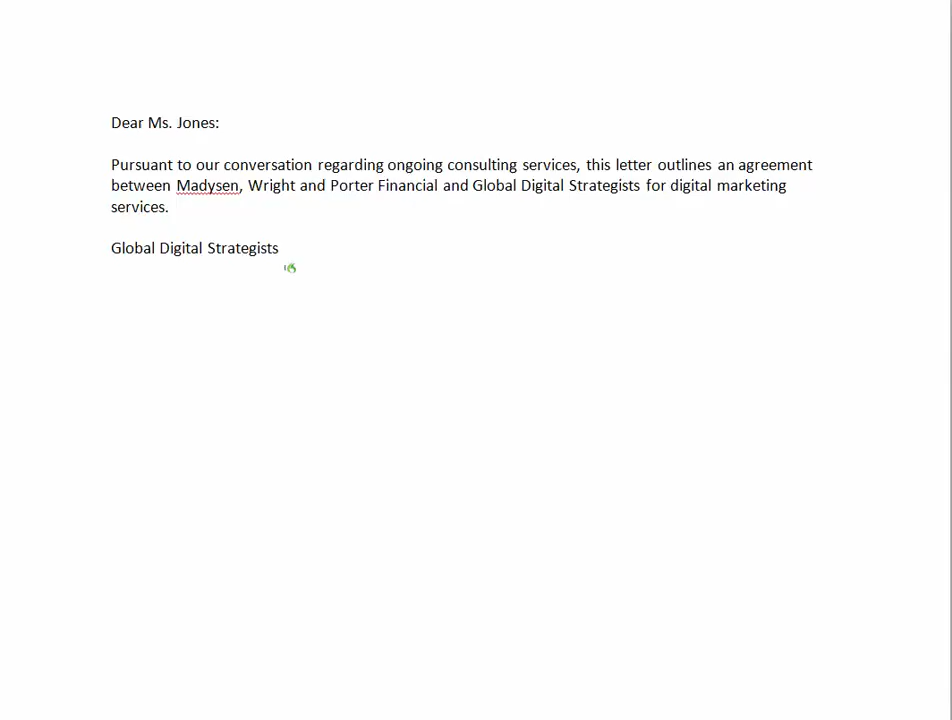 Dear Ms. Jones:
Pursuant to our conversation regarding ongoing consulting services, this letter outlines an agreement
between Madysen, Wright and Porter Financial and Global Digital Strategists for digital marketing
services.
Global Digital Strategists